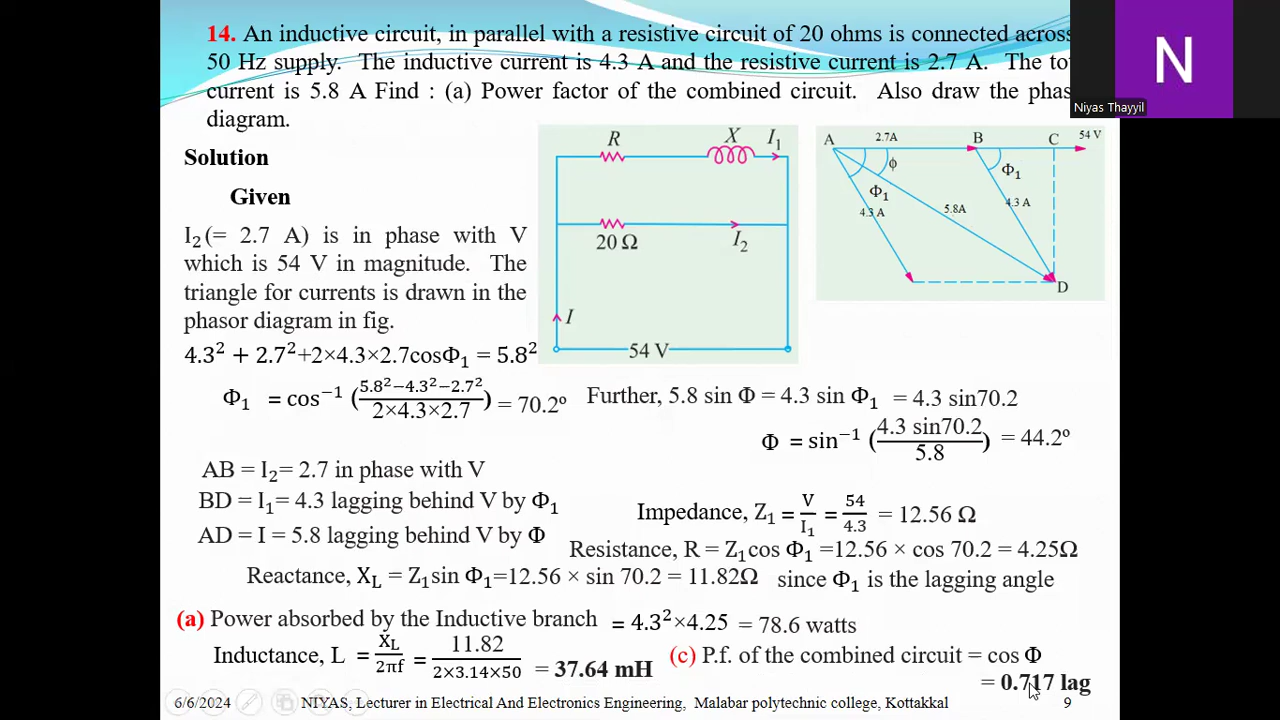 14. An inductive circuit, in parallel with a resistive circuit of 20 ohms is connected across
50 Hz supply. The inductive current is 4.3 A and the resistive current is 2.7 A. The
current is 5.8 A Find : (a) Power factor of the combined circuit. Also draw the
diagram.
N
Niyas Thayyil
Solution
Given
I₂ (= 2.7 A) is in phase with V
which is 54 V in magnitude. The
triangle for currents is drawn in the
phasor diagram in fig.
R X I₁
20 Ω I₂
I
54 V
A 2.7A B C 54 V
ϕ Φ₁
Φ₁
4.3 A 5.8A 4.3 A
D
4.3² + 2.7²+2×4.3×2.7cosΦ₁ = 5.8²
Φ₁ = cos⁻¹ ((5.8²−4.3²−2.7²)/(2×4.3×2.7)) = 70.2º
Further, 5.8 sin Φ = 4.3 sin Φ₁ = 4.3 sin70.2
Φ = sin⁻¹ ((4.3 sin70.2)/5.8) = 44.2º
AB = I₂= 2.7 in phase with V
BD = I₁= 4.3 lagging behind V by Φ₁
AD = I = 5.8 lagging behind V by Φ
Impedance, Z₁ = V/I₁ = 54/4.3 = 12.56 Ω
Resistance, R = Z₁cos Φ₁ =12.56 × cos 70.2 = 4.25Ω
Reactance, X_L = Z₁sin Φ₁=12.56 × sin 70.2 = 11.82Ω since Φ₁ is the lagging angle
(a) Power absorbed by the Inductive branch = 4.3²×4.25 = 78.6 watts
Inductance, L = X_L/2πf = 11.82/(2×3.14×50) = 37.64 mH
(c) P.f. of the combined circuit = cos Φ
= 0.717 lag
6/6/2024 NIYAS, Lecturer in Electrical And Electronics Engineering, Malabar polytechnic college, Kottakkal 9